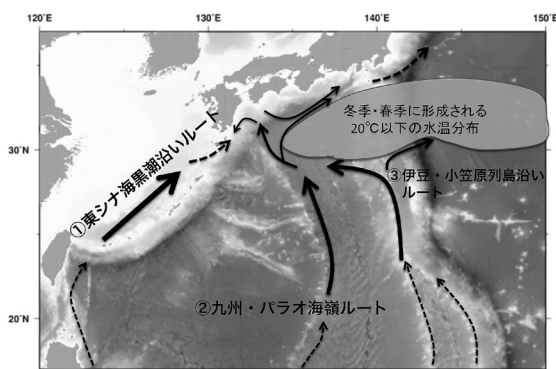 120°E
130°E
140°E
150°E
冬季・春季に形成される
20℃以下の水温分布
30°N
①東シナ海黒潮沿いルート
③伊豆・小笠原列島沿い
ルート
②九州・パラオ海嶺ルート
20°N